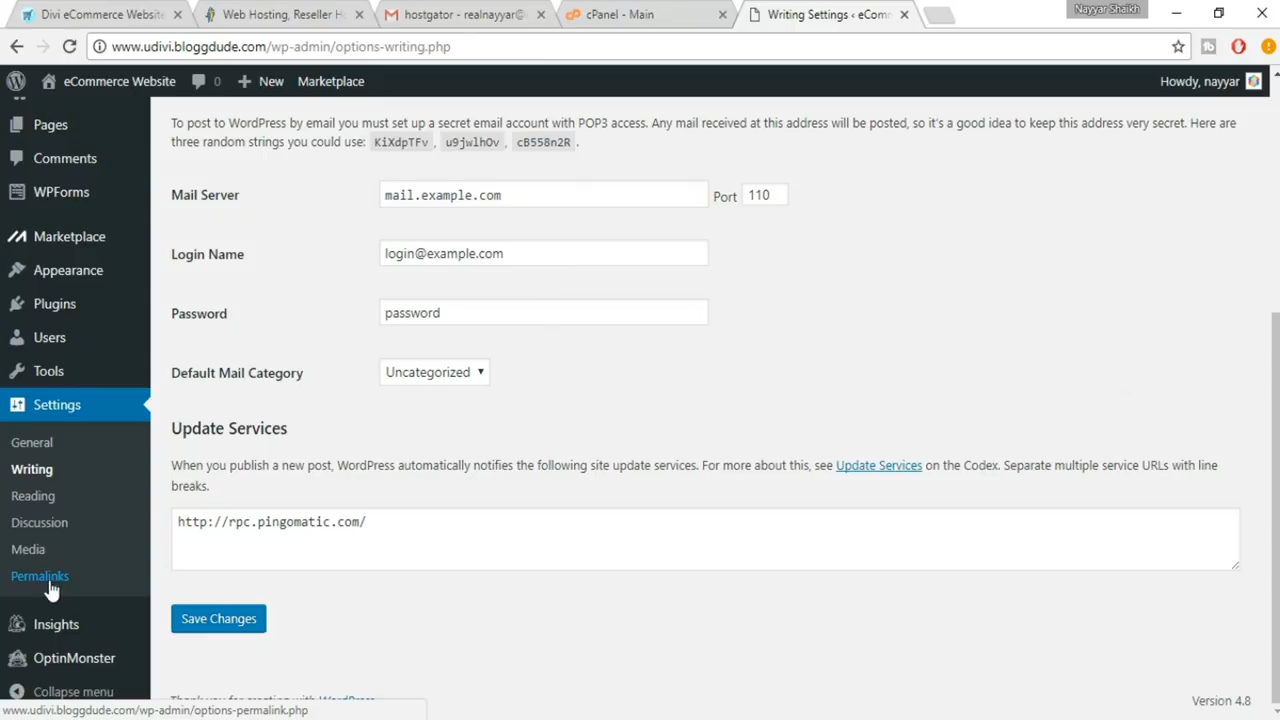 Divi eCommerce Website
Web Hosting, Reseller H
hostgator - realnayyar@
cPanel - Main
Writing Settings ‹ eCom
Nayyar Shaikh
www.udivi.bloggdude.com/wp-admin/options-writing.php
eCommerce Website 0 New Marketplace Howdy, nayyar
Pages
Comments
WPForms
Marketplace
Appearance
Plugins
Users
Tools
Settings
General
Writing
Reading
Discussion
Media
Permalinks
Insights
OptinMonster
Collapse menu
To post to WordPress by email you must set up a secret email account with POP3 access. Any mail received at this address will be posted, so it's a good idea to keep this address very secret. Here are
three random strings you could use: KiXdpTFv , u9jwlhOv , cB558n2R .
Mail Server mail.example.com Port 110
Login Name login@example.com
Password password
Default Mail Category Uncategorized
Update Services
When you publish a new post, WordPress automatically notifies the following site update services. For more about this, see Update Services on the Codex. Separate multiple service URLs with line
breaks.
http://rpc.pingomatic.com/
Save Changes
Thank you for creating with WordPress.
Version 4.8
www.udivi.bloggdude.com/wp-admin/options-permalink.php